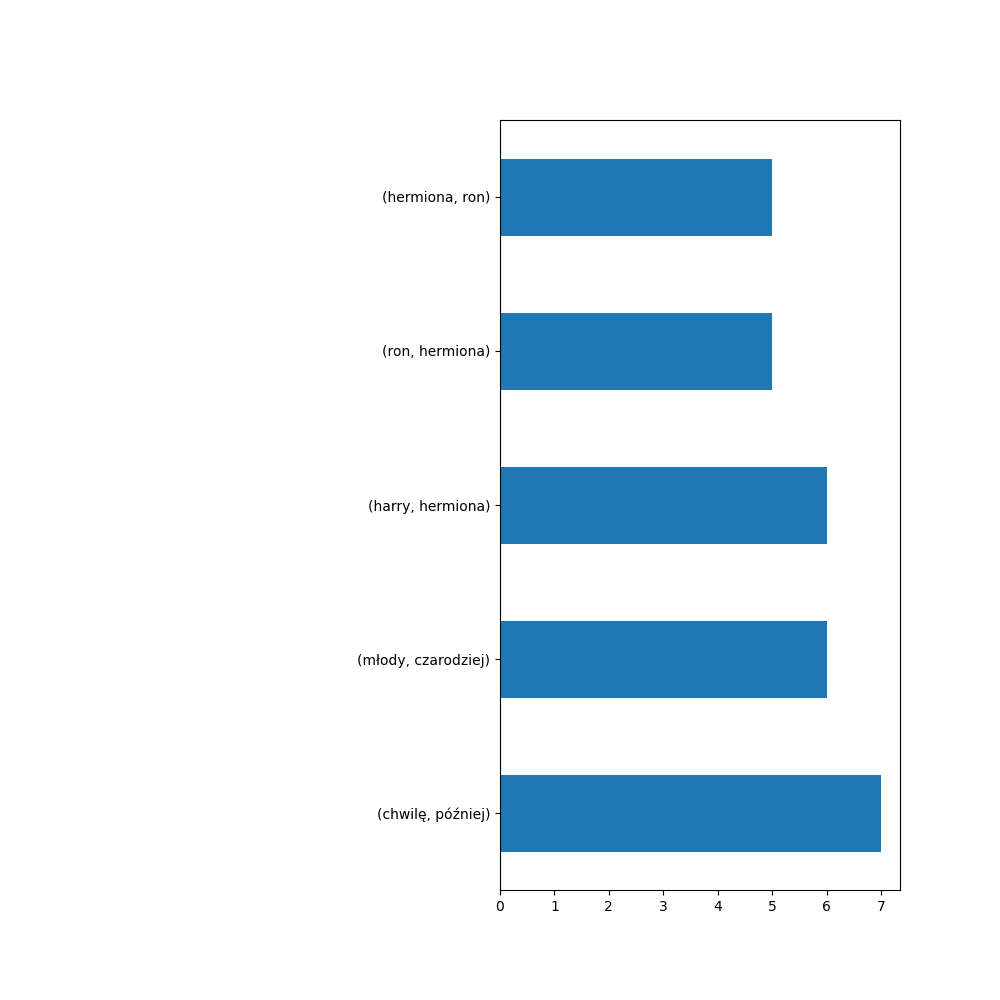 (hermiona, ron)
(ron, hermiona)
(harry, hermiona)
(młody, czarodziej)
(chwilę, później)
0 1 2 3 4 5 6 7